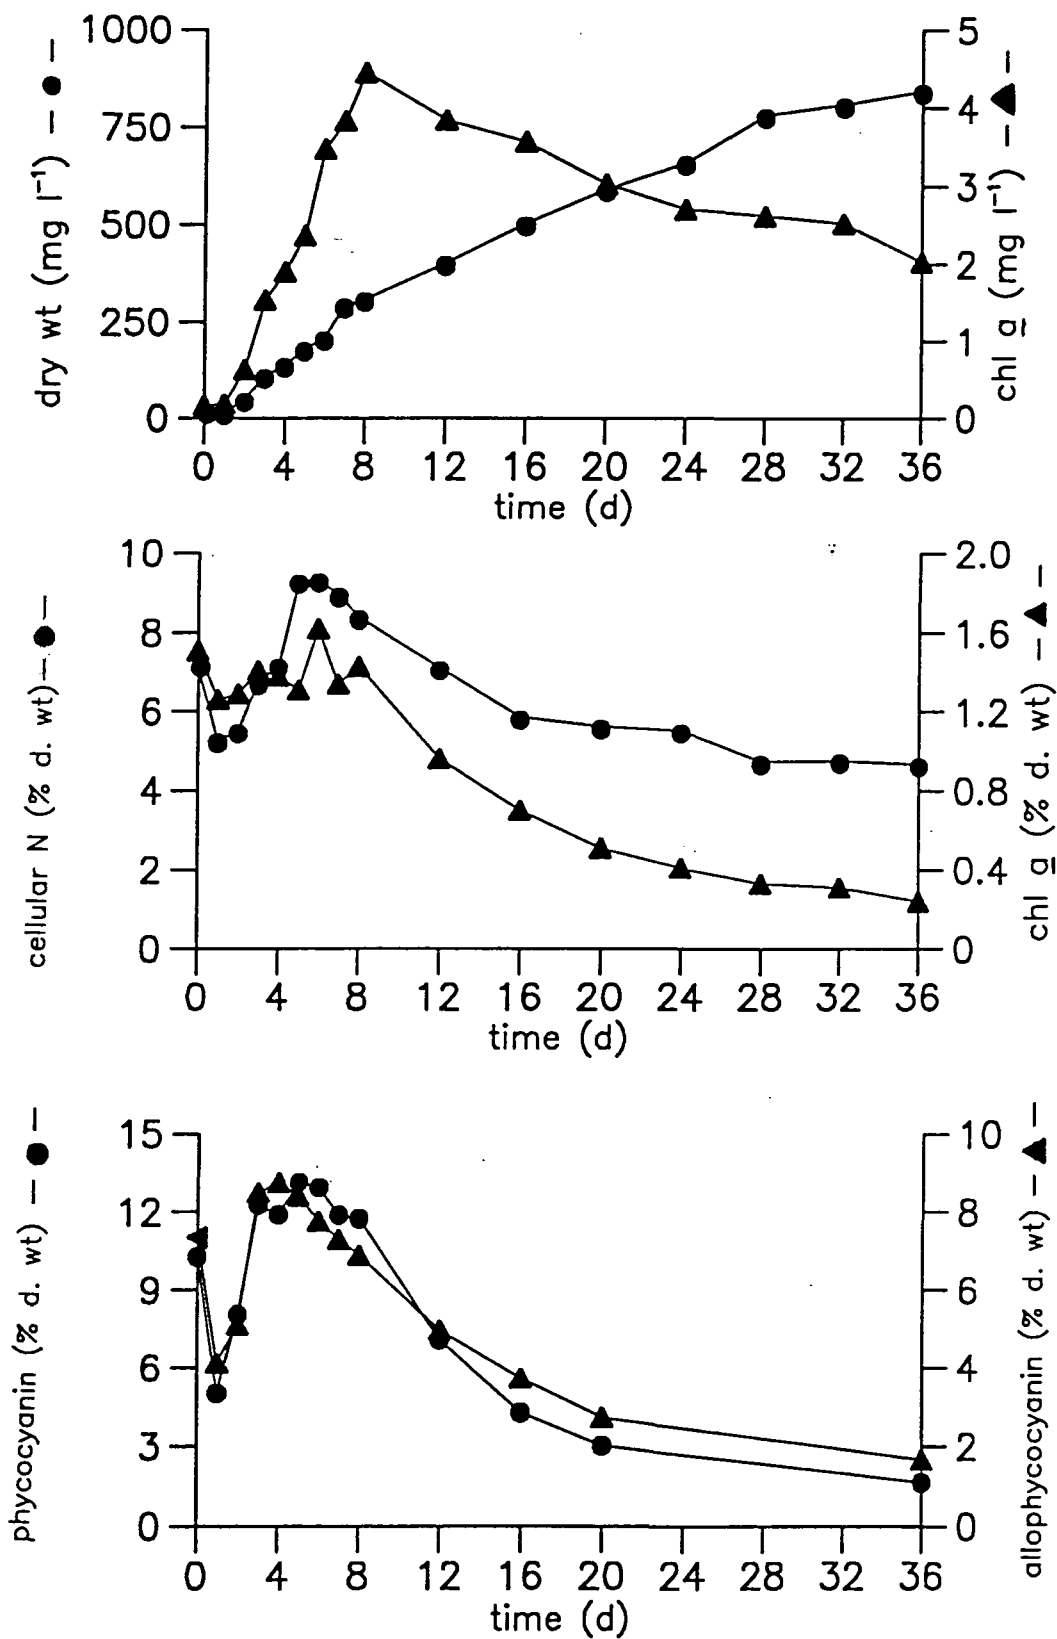 dry wt (mg l⁻¹) — ● —
1000
750
500
250
0
5
4
3
2
1
0
chl a (mg l⁻¹) — ▲ —
0 4 8 12 16 20 24 28 32 36
time (d)
cellular N (% d. wt) — ● —
10
8
6
4
2
0
2.0
1.6
1.2
0.8
0.4
0
chl a (% d. wt) — ▲ —
0 4 8 12 16 20 24 28 32 36
time (d)
phycocyanin (% d. wt) — ● —
15
12
9
6
3
0
10
8
6
4
2
0
allophycocyanin (% d. wt) — ▲ —
0 4 8 12 16 20 24 28 32 36
time (d)